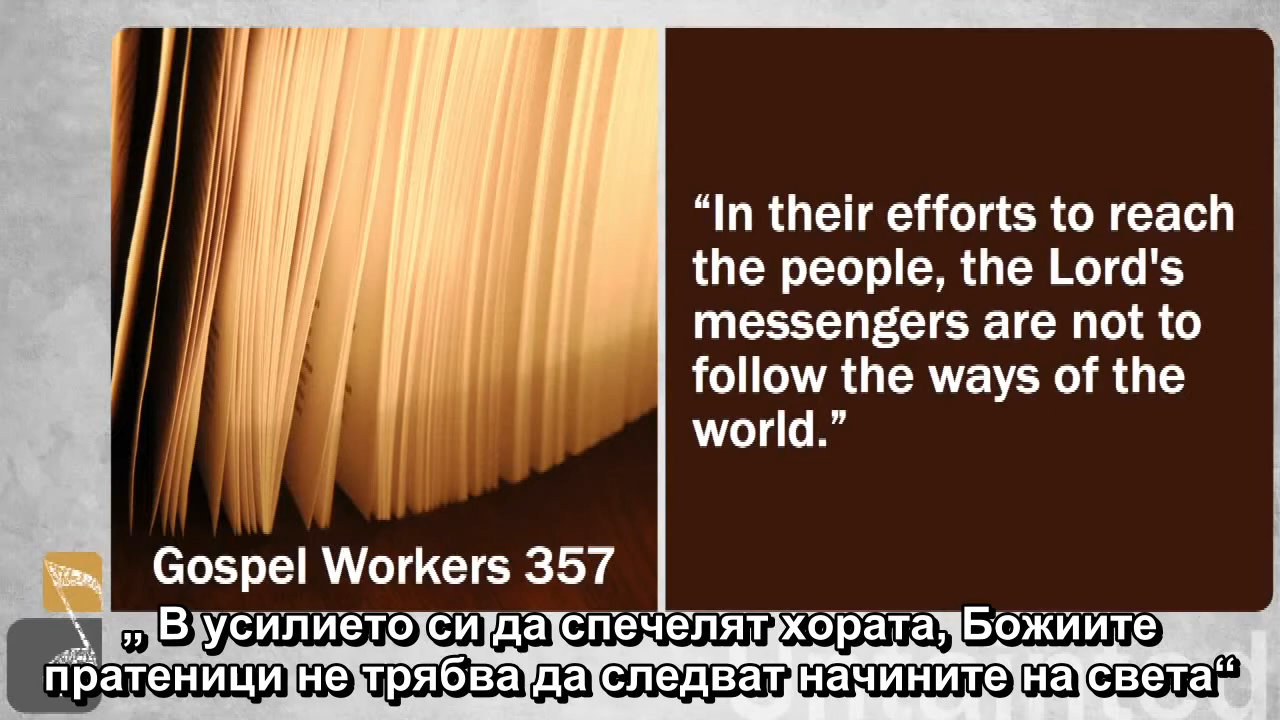 “In their efforts to reach
the people, the Lord's
messengers are not to
follow the ways of the
world.”
Gospel Workers 357
„ В усилието си да спечелят хората, Божиите
пратеници не трябва да следват начините на света“